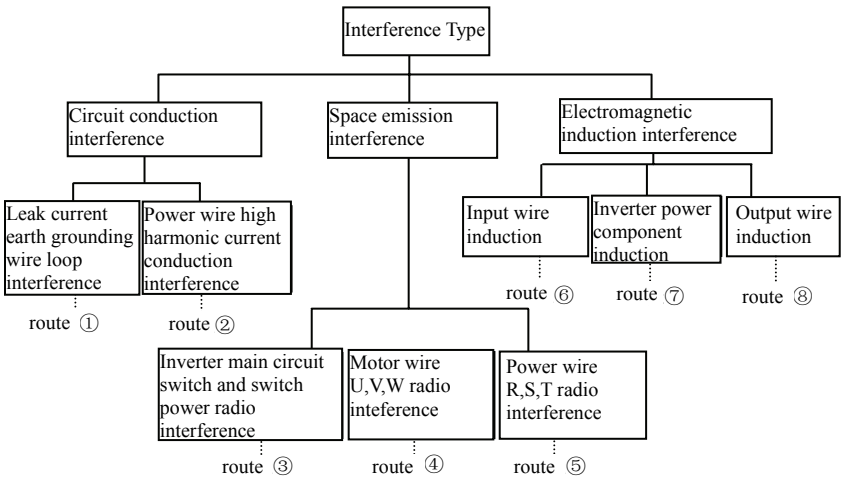 Interference Type
Circuit conduction
interference
Space emission
interference
Electromagnetic
induction interference
Leak current
earth grounding
wire loop
interference
Power wire high
harmonic current
conduction
interference
Input wire
induction
Inverter power
component
induction
Output wire
induction
route ①
route ②
route ⑥
route ⑦
route ⑧
Inverter main circuit
switch and switch
power radio
interference
Motor wire
U,V,W radio
inteference
Power wire
R,S,T radio
interference
route ③
route ④
route ⑤